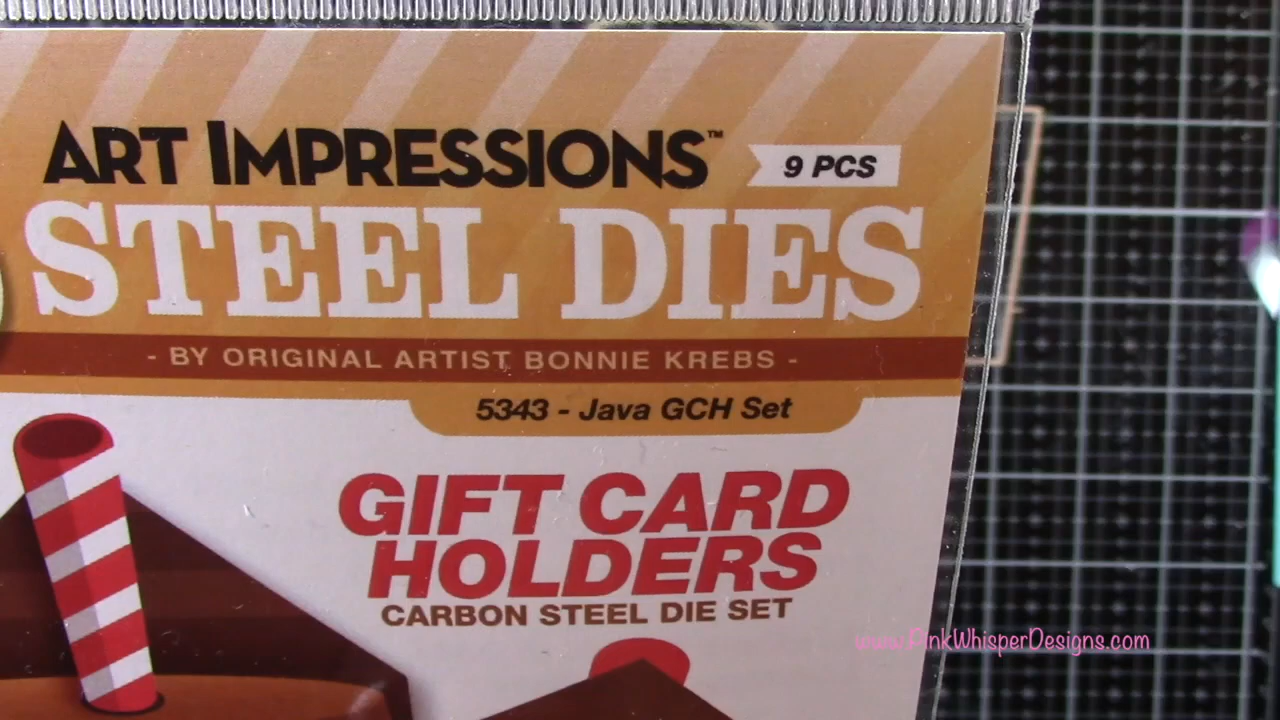 ART IMPRESSIONS™
9 PCS
STEEL DIES
- BY ORIGINAL ARTIST BONNIE KREBS -
5343 - Java GCH Set
GIFT CARD
HOLDERS
CARBON STEEL DIE SET
www.PinkWhisperDesigns.com